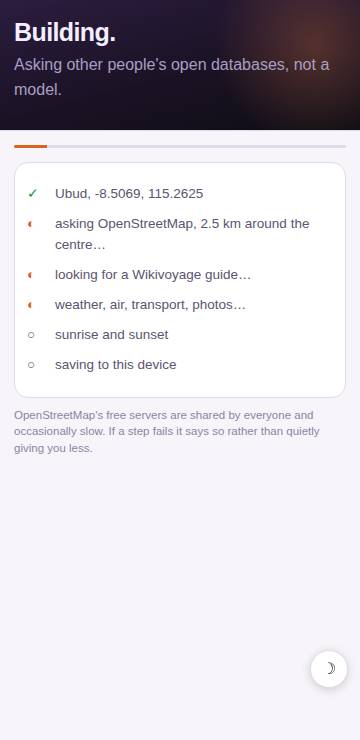 Building.
Asking other people's open databases, not a
model.
✓ Ubud, -8.5069, 115.2625
◖ asking OpenStreetMap, 2.5 km around the
centre…
◖ looking for a Wikivoyage guide…
◖ weather, air, transport, photos…
○ sunrise and sunset
○ saving to this device
OpenStreetMap's free servers are shared by everyone and
occasionally slow. If a step fails it says so rather than quietly
giving you less.